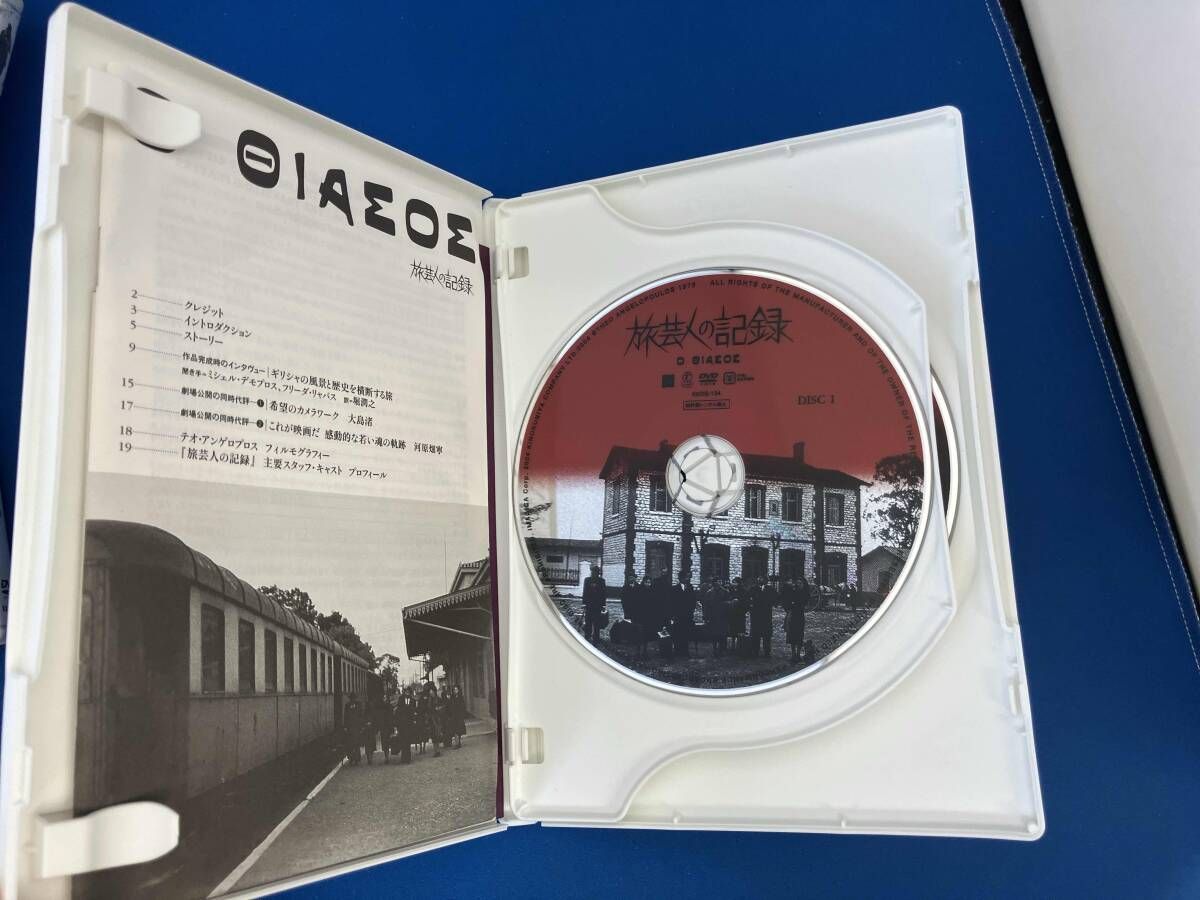 Ο ΘΙΑΣΟΣ
旅芸人の記録
2 クレジット
3 イントロダクション
5 ストーリー
9 作品完成時のインタヴュー|ギリシャの風景と歴史を横断する旅
聞き手=ミシェル・デモプロス、フリーダ・リャパス 訳=堀潤之
15 劇場公開の同時代評―1|希望のカメラワーク 大島渚
17 劇場公開の同時代評―2|これが映画だ 感動的な若い魂の軌跡 河原畑寧
18 テオ・アンゲロプロス フィルモグラフィー
19 『旅芸人の記録』 主要スタッフ・キャスト プロフィール
©THEO ANGELOPOULOS 1975 ALL RIGHTS OF THE MANUFACTURER AND OF THE OWNER OF THE
旅芸人の記録
Ο ΘΙΑΣΟΣ
DVD
DISC 1